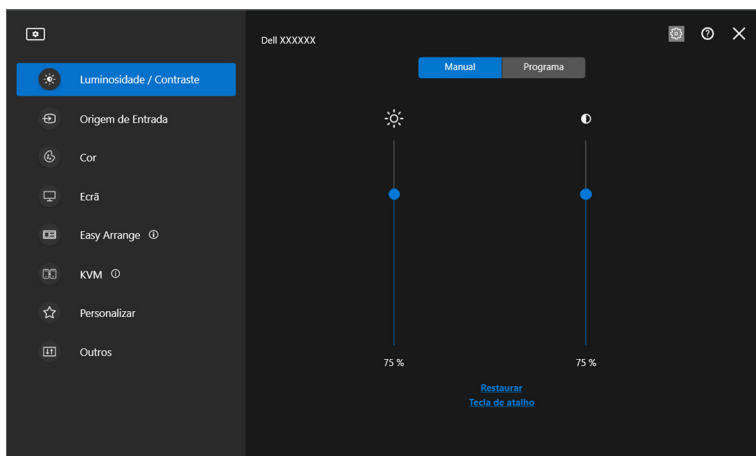 Dell XXXXXX
Manual
Programa
Luminosidade / Contraste
Origem de Entrada
Cor
Ecrã
Easy Arrange
KVM
Personalizar
Outros
75 %
75 %
Restaurar
Tecla de atalho